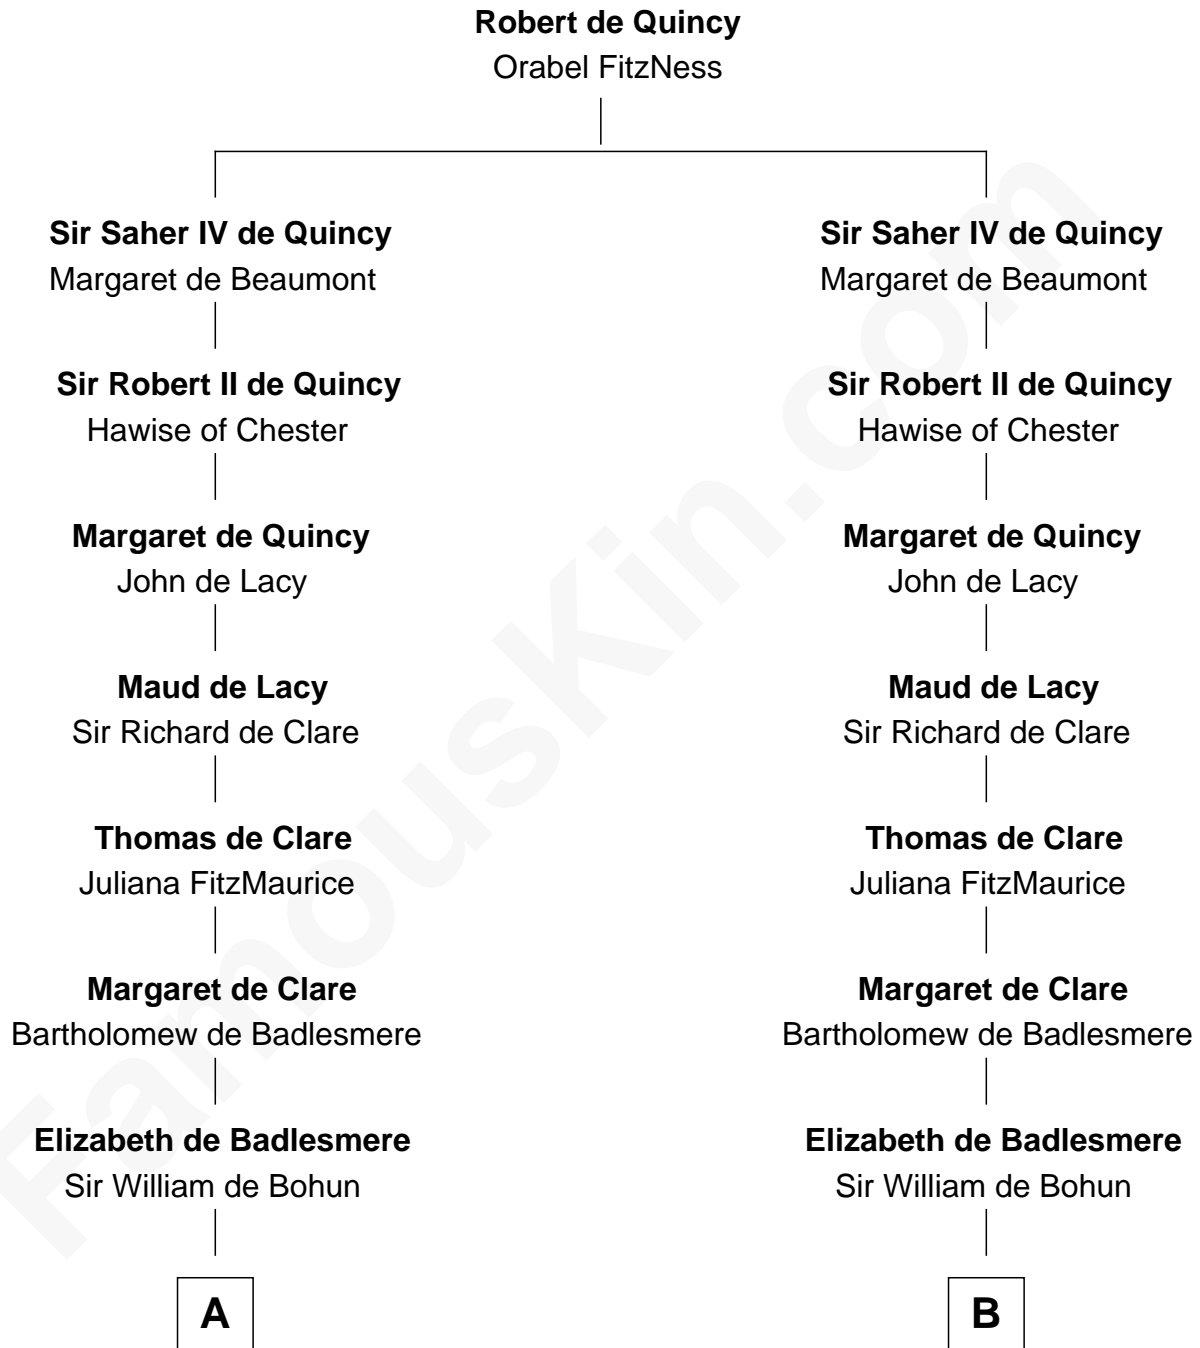 Robert de Quincy
Orabel FitzNess
Sir Saher IV de Quincy
Margaret de Beaumont
Sir Saher IV de Quincy
Margaret de Beaumont
Sir Robert II de Quincy
Hawise of Chester
Sir Robert II de Quincy
Hawise of Chester
Margaret de Quincy
John de Lacy
Margaret de Quincy
John de Lacy
Maud de Lacy
Sir Richard de Clare
Maud de Lacy
Sir Richard de Clare
Thomas de Clare
Juliana FitzMaurice
Thomas de Clare
Juliana FitzMaurice
Margaret de Clare
Bartholomew de Badlesmere
Margaret de Clare
Bartholomew de Badlesmere
Elizabeth de Badlesmere
Sir William de Bohun
Elizabeth de Badlesmere
Sir William de Bohun
A
B
FamousKin.com